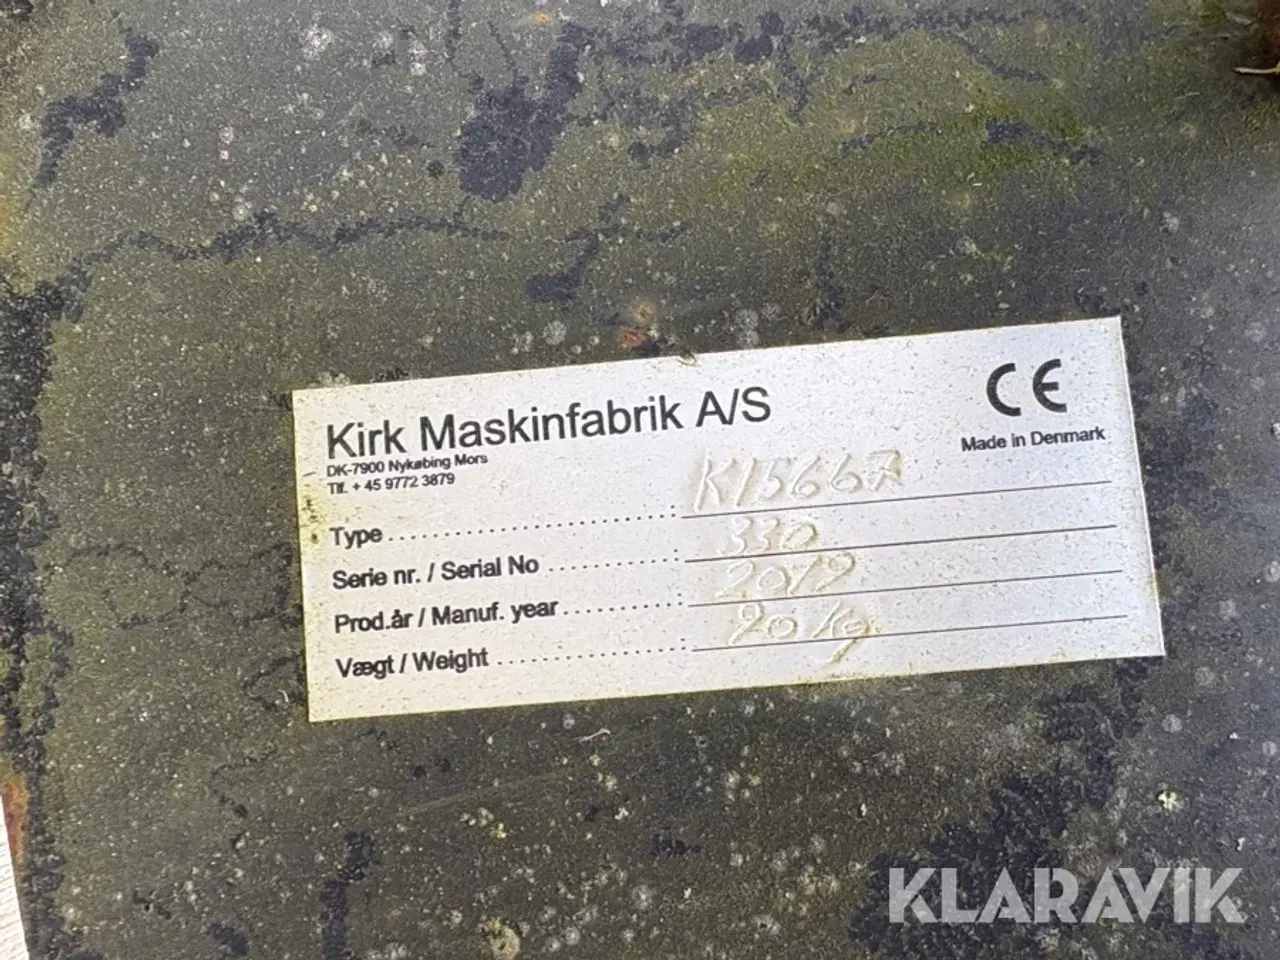 Kirk Maskinfabrik A/S
DK-7900 Nykøbing Mors
Tlf. + 45 9772 3879
CE
Made in Denmark
Type ................................ : K15667
Serie nr. / Serial No ............... : 330
Prod.år / Manuf. year .............. : 2019
Vægt / Weight ..................... : 90 kg
KLARAVIK